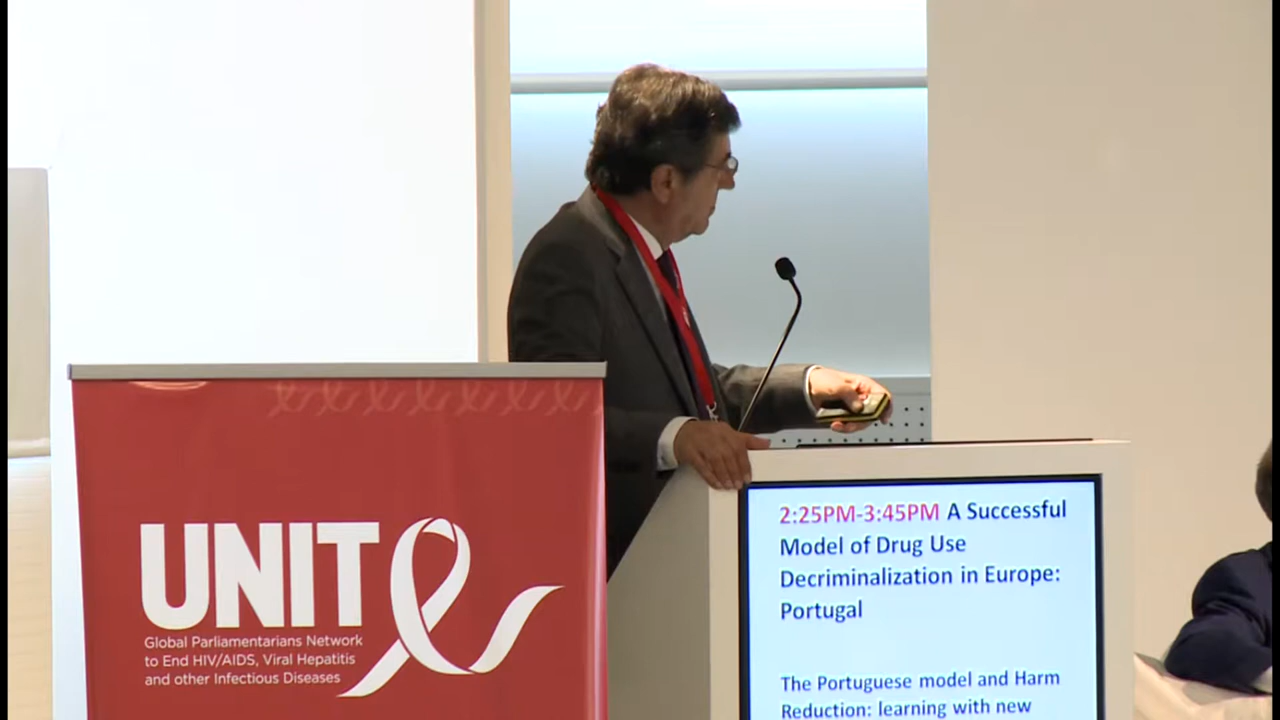 UNITE
Global Parliamentarians Network
to End HIV/AIDS, Viral Hepatitis
and other Infectious Diseases
2:25PM-3:45PM A Successful
Model of Drug Use
Decriminalization in Europe:
Portugal
The Portuguese model and Harm
Reduction: learning with new